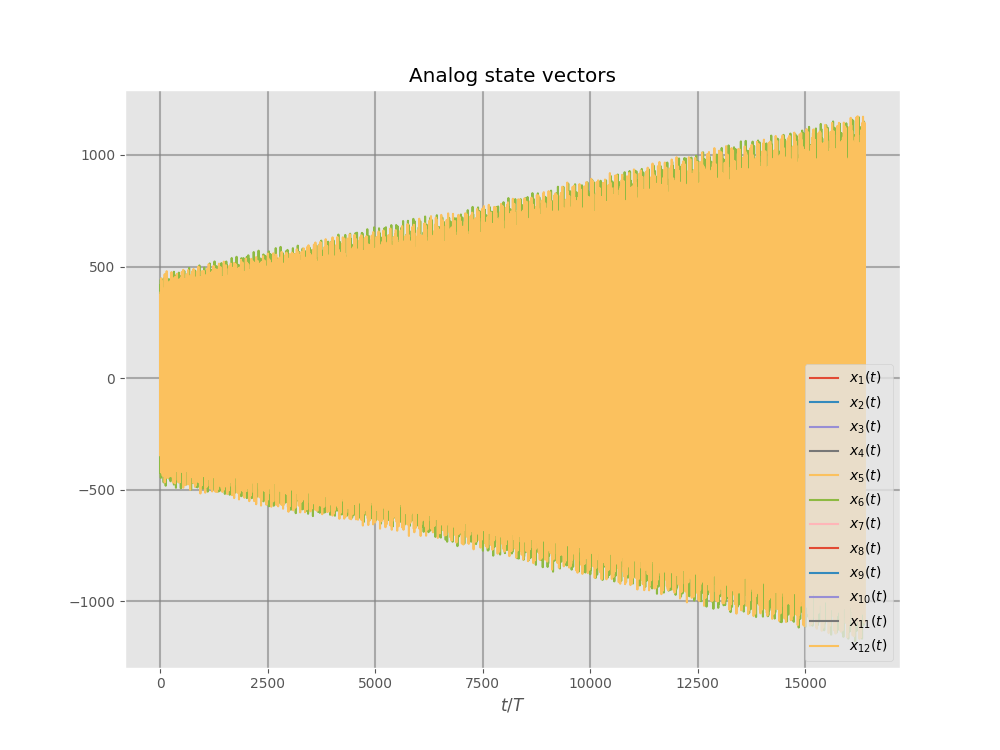 Analog state vectors
1000
500
0
−500
−1000
x₁(t)
x₂(t)
x₃(t)
x₄(t)
x₅(t)
x₆(t)
x₇(t)
x₈(t)
x₉(t)
x₁₀(t)
x₁₁(t)
x₁₂(t)
0 2500 5000 7500 10000 12500 15000
t/T